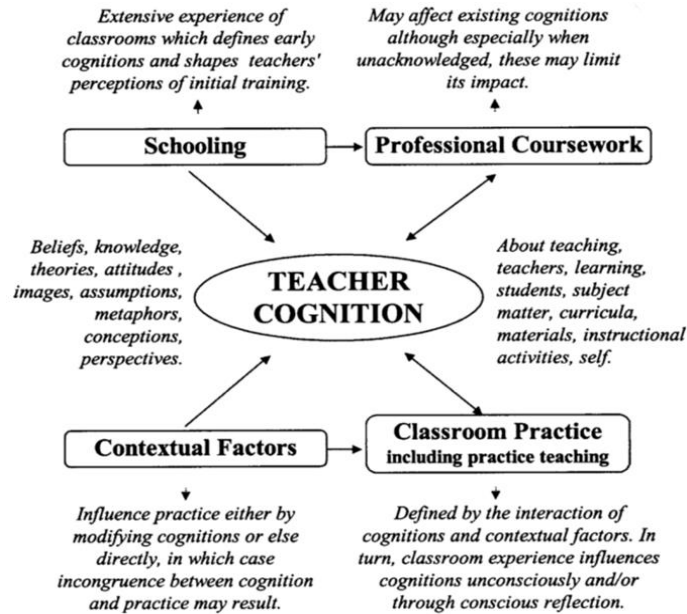 Extensive experience of
classrooms which defines early
cognitions and shapes teachers'
perceptions of initial training.
May affect existing cognitions
although especially when
unacknowledged, these may limit
its impact.
Schooling
Professional Coursework
Beliefs, knowledge,
theories, attitudes ,
images, assumptions,
metaphors,
conceptions,
perspectives.
TEACHER
COGNITION
About teaching,
teachers, learning,
students, subject
matter, curricula,
materials, instructional
activities, self.
Contextual Factors
Classroom Practice
including practice teaching
Influence practice either by
modifying cognitions or else
directly, in which case
incongruence between cognition
and practice may result.
Defined by the interaction of
cognitions and contextual factors. In
turn, classroom experience influences
cognitions unconsciously and/or
through conscious reflection.